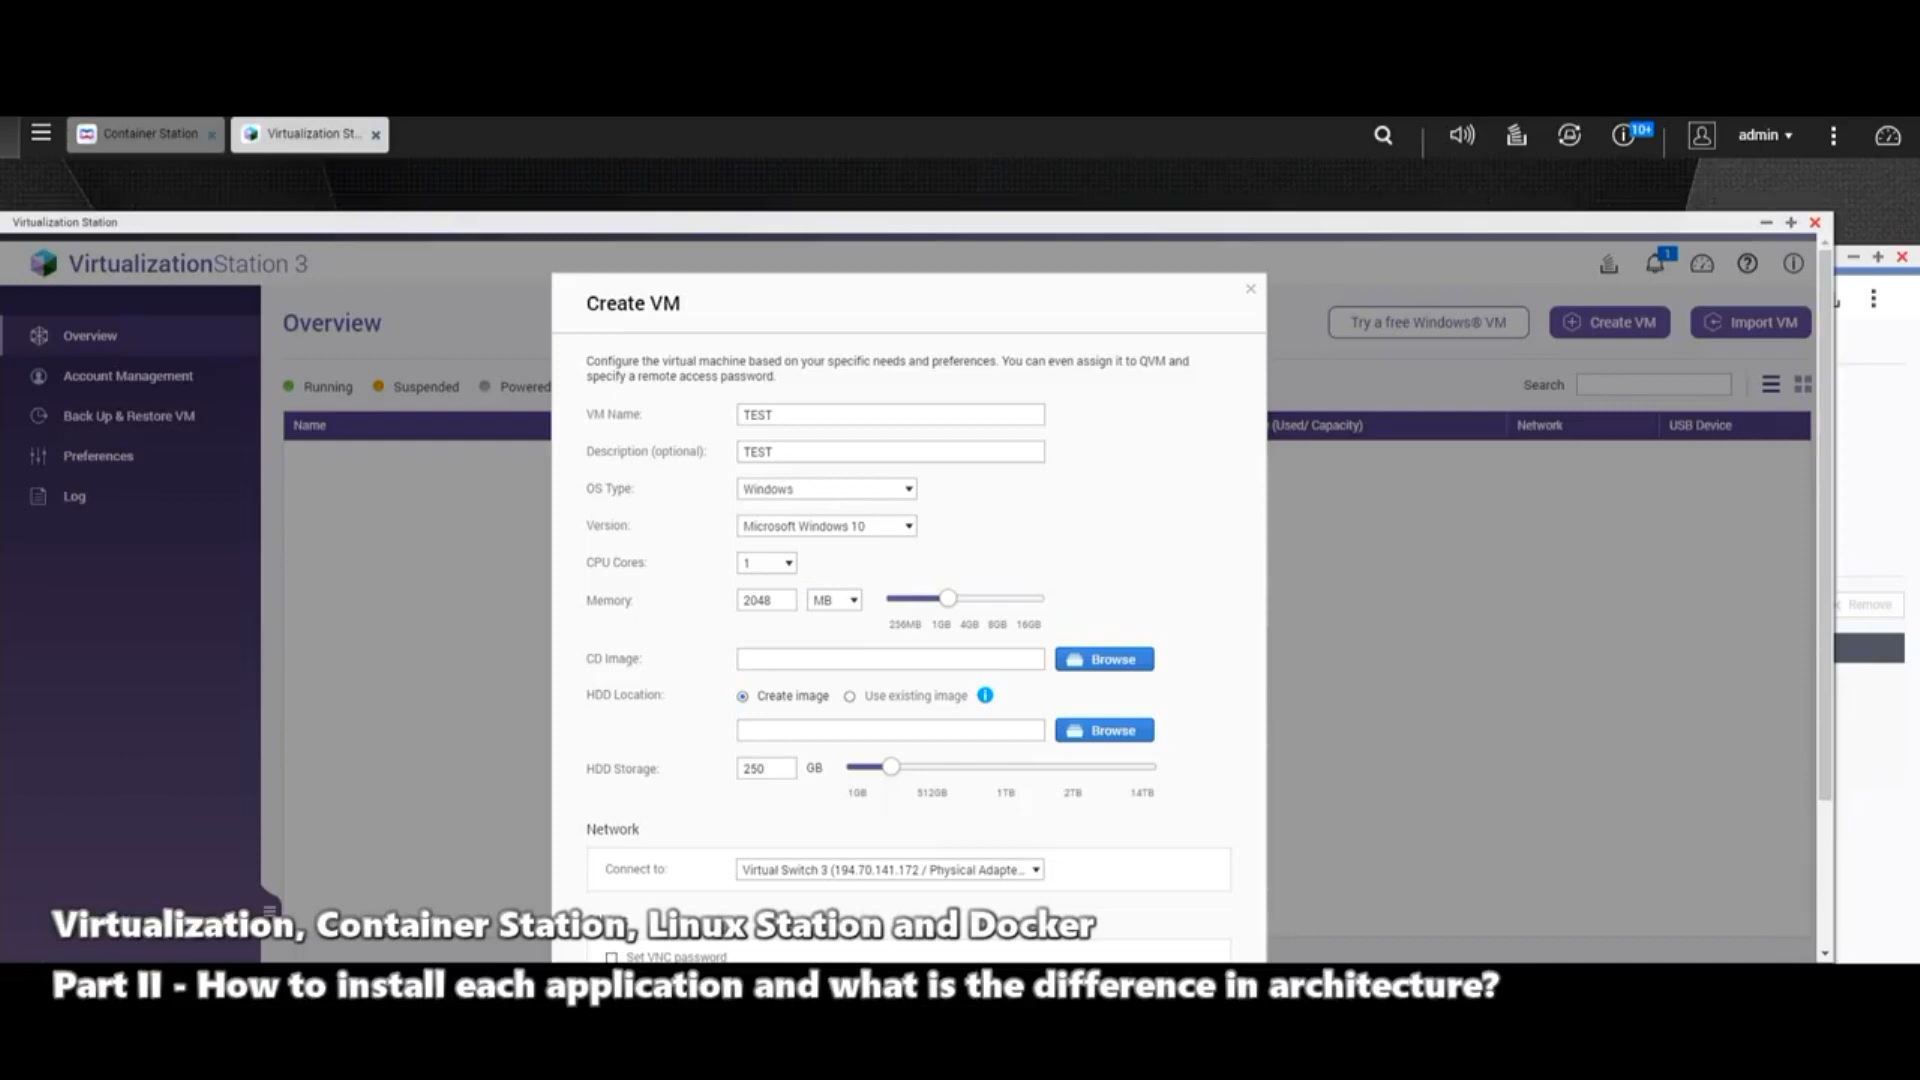 Container Station
Virtualization St...
10+
admin
Virtualization Station
VirtualizationStation 3
1
Overview
Account Management
Back Up & Restore VM
Preferences
Log
Overview
Try a free Windows® VM
Create VM
Import VM
Running
Suspended
Powered
Search
Name
(Used/ Capacity)
Network
USB Device
Remove
Create VM
Configure the virtual machine based on your specific needs and preferences. You can even assign it to QVM and
specify a remote access password.
VM Name:
TEST
Description (optional):
TEST
OS Type:
Windows
Version:
Microsoft Windows 10
CPU Cores:
1
Memory:
2048
MB
256MB 1GB 4GB 8GB 16GB
CD Image:
Browse
HDD Location:
Create image
Use existing image
Browse
HDD Storage:
250
GB
1GB 512GB 1TB 2TB 14TB
Network
Connect to:
Virtual Switch 3 (194.70.141.172 / Physical Adapte...
Set VNC password
Virtualization, Container Station, Linux Station and Docker
Part II - How to install each application and what is the difference in architecture?